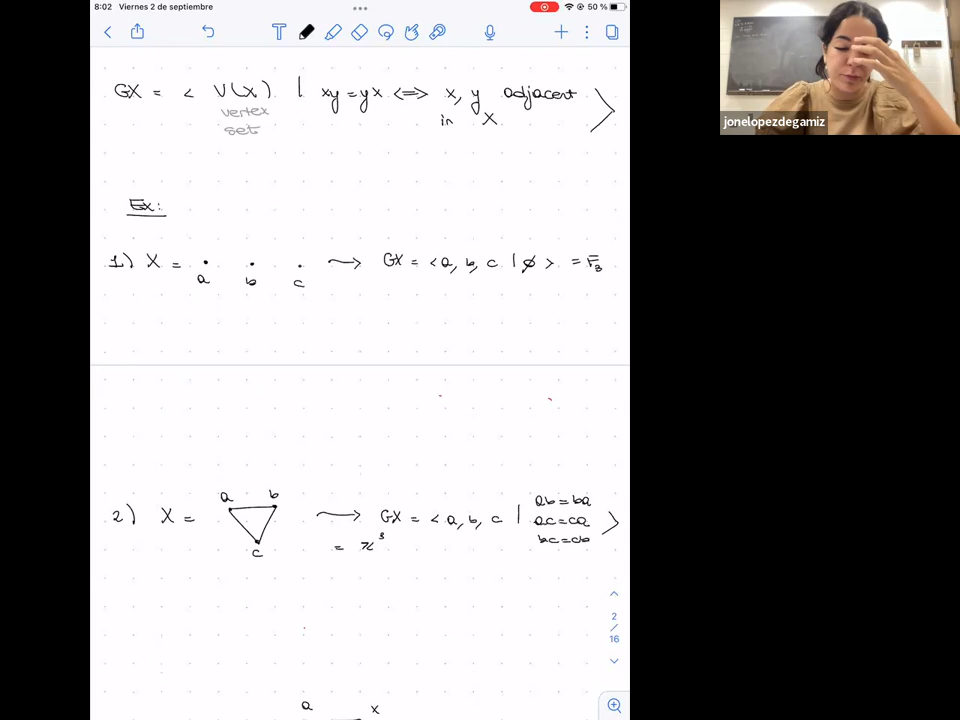 8:02 Viernes 2 de septiembre
50 %
GX = < V(X) | xy = yx <=> x, y adjacent >
vertex in X
set
jonelopezdegamiz
Ex:
1) X = . . . ⇝ GX = <a, b, c | ∅ > = F₃
a b c
a b
2) X = ⟶ GX = < a, b, c | ab = ba
ac = ca >
bc = cb
c = ℤ³
2
/
16
a x